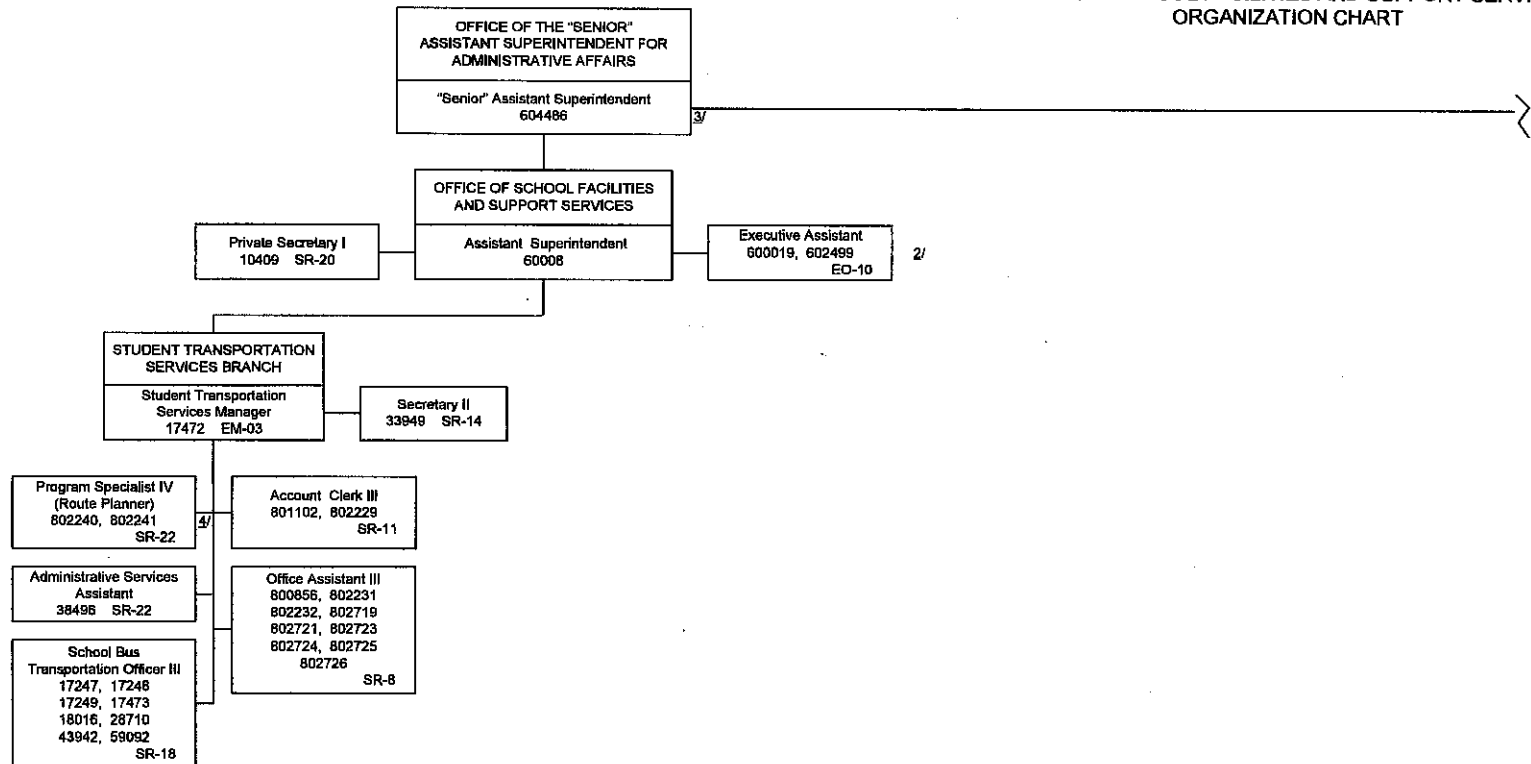 ORGANIZATION CHART
OFFICE OF THE "SENIOR"
ASSISTANT SUPERINTENDENT FOR
ADMINISTRATIVE AFFAIRS
"Senior" Assistant Superintendent
604486
3/
OFFICE OF SCHOOL FACILITIES
AND SUPPORT SERVICES
Assistant Superintendent
60008
Private Secretary I
10409 SR-20
Executive Assistant
600019, 602499
EO-10
2/
STUDENT TRANSPORTATION
SERVICES BRANCH
Student Transportation
Services Manager
17472 EM-03
Secretary II
33949 SR-14
Program Specialist IV
(Route Planner)
802240, 802241
SR-22
4/
Account Clerk III
801102, 802229
SR-11
Administrative Services
Assistant
38496 SR-22
Office Assistant III
800856, 802231
802232, 802719
802721, 802723
802724, 802725
802726
SR-8
School Bus
Transportation Officer III
17247, 17248
17249, 17473
18016, 28710
43942, 59092
SR-18